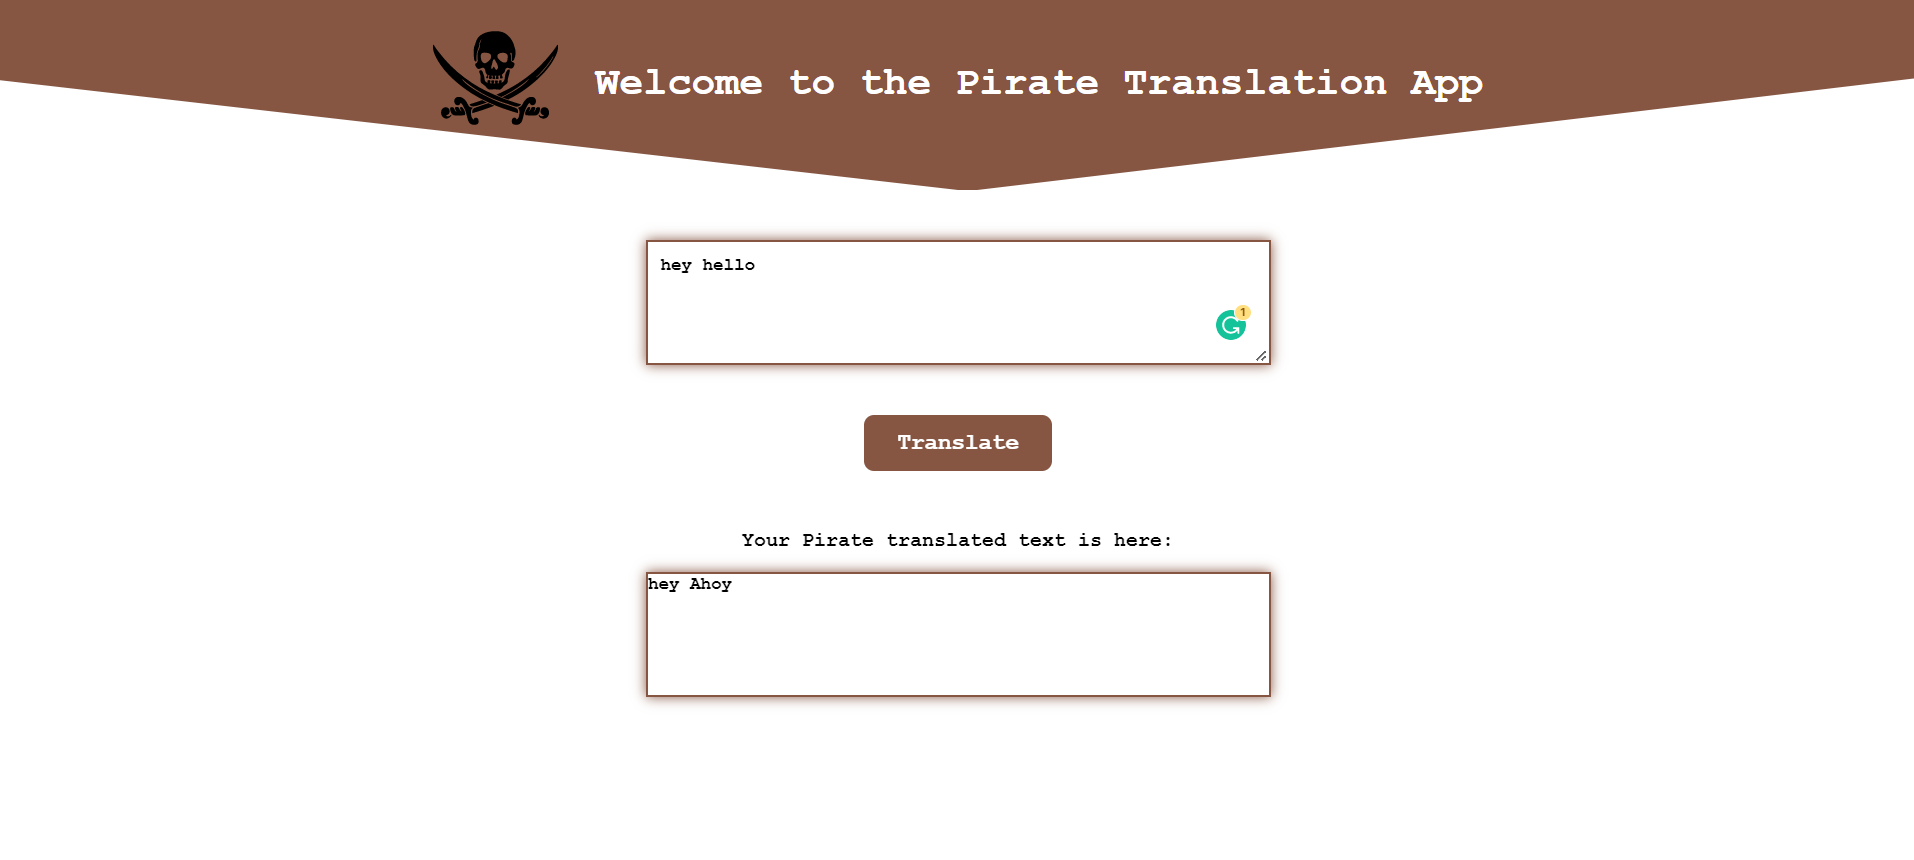 Welcome to the Pirate Translation App
hey hello
1
Translate
Your Pirate translated text is here:
hey Ahoy